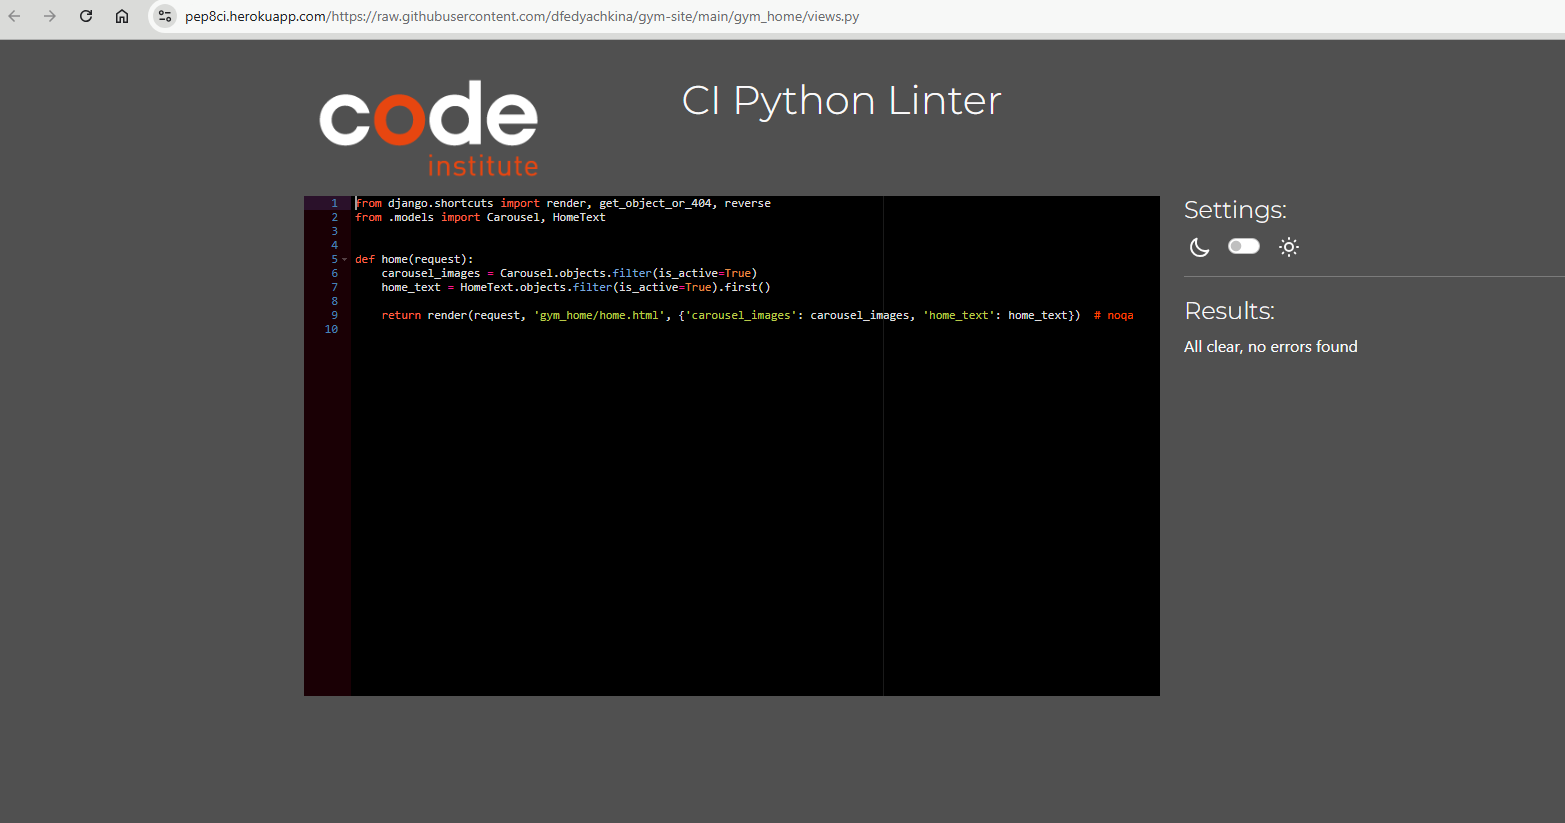 pep8ci.herokuapp.com/https://raw.githubusercontent.com/dfedyachkina/gym-site/main/gym_home/views.py
code
institute
CI Python Linter
1 from django.shortcuts import render, get_object_or_404, reverse
2 from .models import Carousel, HomeText
3
4
5 def home(request):
6     carousel_images = Carousel.objects.filter(is_active=True)
7     home_text = HomeText.objects.filter(is_active=True).first()
8
9     return render(request, 'gym_home/home.html', {'carousel_images': carousel_images, 'home_text': home_text})  # noqa
10
Settings:
Results:
All clear, no errors found